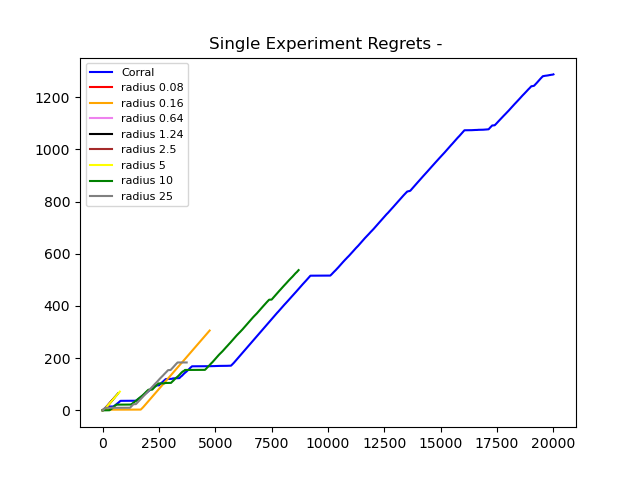 Single Experiment Regrets -
Corral
radius 0.08
radius 0.16
radius 0.64
radius 1.24
radius 2.5
radius 5
radius 10
radius 25
1200
1000
800
600
400
200
0
0 2500 5000 7500 10000 12500 15000 17500 20000